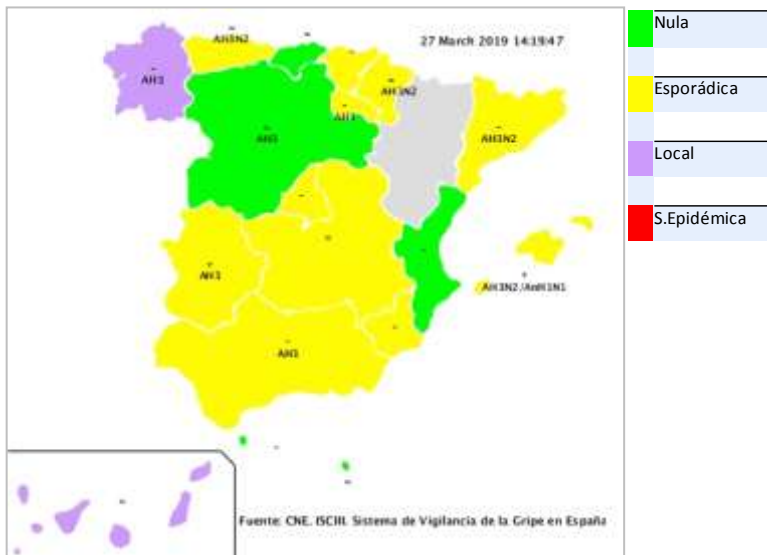 27 March 2019 14:19:47
Nula
Esporádica
Local
S.Epidémica
AH3N2
AH3
AH3N2
AH3
AH3
AH3N2
AH3
AH3N2 /AnH1N1
AH3
Fuente: CNE. ISCIII. Sistema de Vigilancia de la Gripe en España